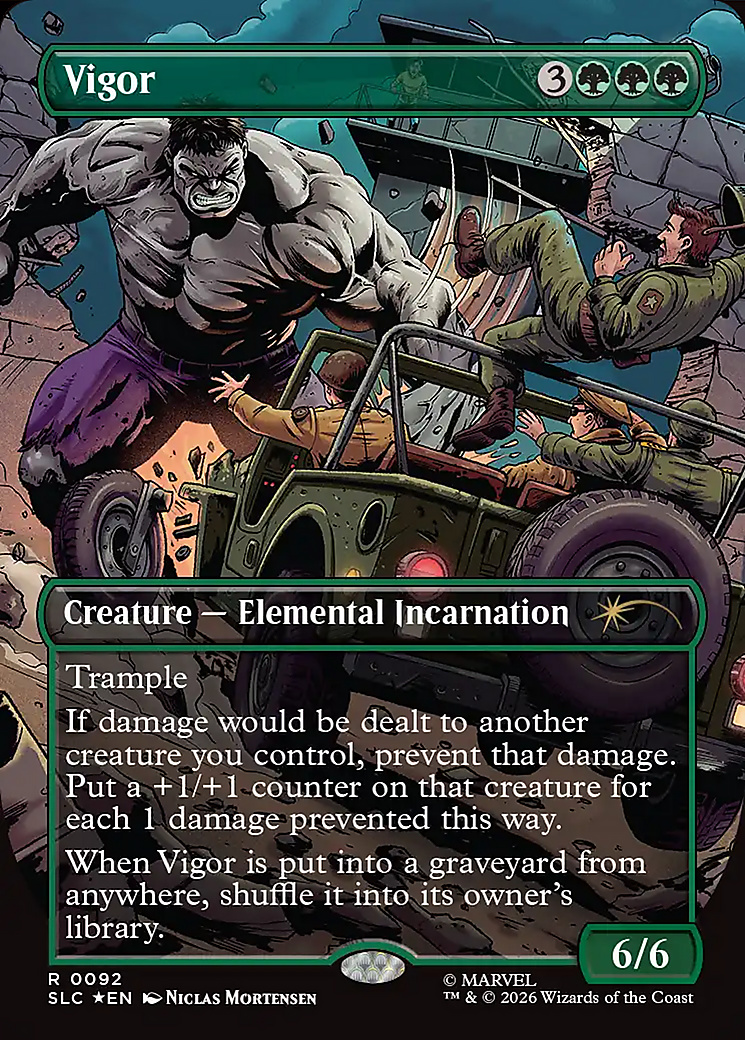 Vigor
3
Creature — Elemental Incarnation
Trample
If damage would be dealt to another
creature you control, prevent that damage.
Put a +1/+1 counter on that creature for
each 1 damage prevented this way.
When Vigor is put into a graveyard from
anywhere, shuffle it into its owner's
library.
6/6
R 0092
SLC ★ EN Niclas Mortensen
© MARVEL
™ & © 2026 Wizards of the Coast